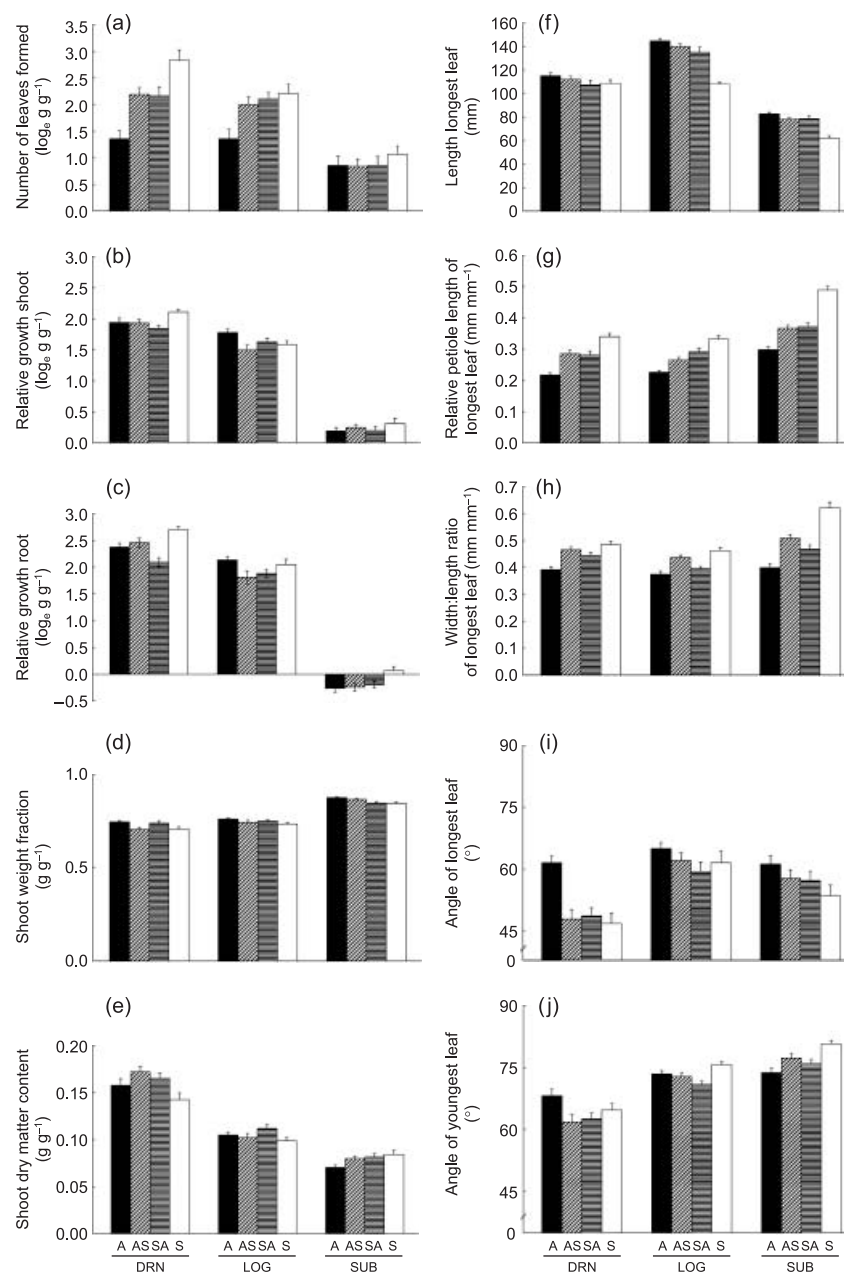 (a)
Number of leaves formed
(logₑ g g⁻¹)
3.5
3.0
2.5
2.0
1.5
1.0
0.5
0.0
(b)
Relative growth shoot
(logₑ g g⁻¹)
3.0
2.5
2.0
1.5
1.0
0.5
0.0
(c)
Relative growth root
(logₑ g g⁻¹)
3.0
2.5
2.0
1.5
1.0
0.5
0.0
–0.5
(d)
Shoot weight fraction
(g g⁻¹)
1.0
0.5
0.0
(e)
Shoot dry matter content
(g g⁻¹)
0.20
0.15
0.10
0.05
0.00
A AS SA S A AS SA S A AS SA S
DRN LOG SUB
(f)
Length longest leaf
(mm)
160
140
120
100
80
60
40
20
0
(g)
Relative petiole length of
longest leaf (mm mm⁻¹)
0.6
0.5
0.4
0.3
0.2
0.1
0.0
(h)
Width:length ratio
of longest leaf (mm mm⁻¹)
0.7
0.6
0.5
0.4
0.3
0.2
0.1
0.0
(i)
Angle of longest leaf
(°)
90
75
60
45
0
(j)
Angle of youngest leaf
(°)
90
75
60
45
0
A AS SA S A AS SA S A AS SA S
DRN LOG SUB